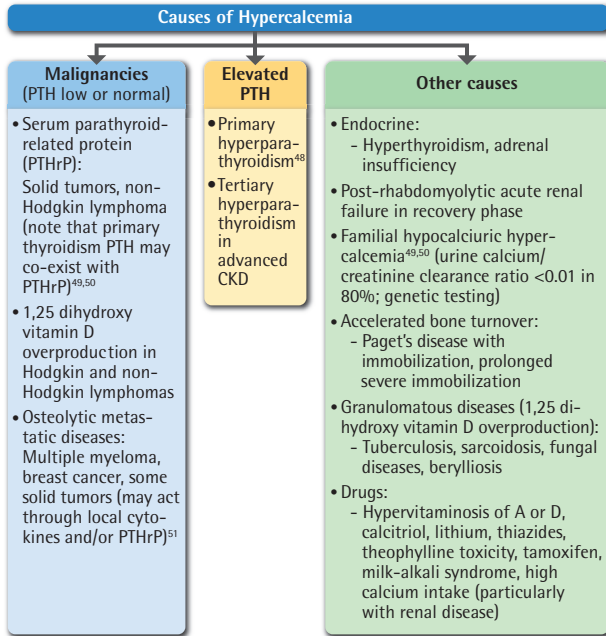 Causes of Hypercalcemia
Malignancies
(PTH low or normal)
• Serum parathyroid-
related protein
(PTHrP):
Solid tumors, non-
Hodgkin lymphoma
(note that primary
thyroidism PTH may
co-exist with
PTHrP)49,50
• 1,25 dihydroxy
vitamin D
overproduction in
Hodgkin and non-
Hodgkin lymphomas
• Osteolytic metas-
tatic diseases:
Multiple myeloma,
breast cancer, some
solid tumors (may act
through local cyto-
kines and/or PTHrP)51
Elevated
PTH
• Primary
hyperpara-
thyroidism48
• Tertiary
hyperpara-
thyroidism
in
advanced
CKD
Other causes
• Endocrine:
- Hyperthyroidism, adrenal
insufficiency
• Post-rhabdomyolytic acute renal
failure in recovery phase
• Familial hypocalciuric hyper-
calcemia49,50 (urine calcium/
creatinine clearance ratio <0.01 in
80%; genetic testing)
• Accelerated bone turnover:
- Paget's disease with
immobilization, prolonged
severe immobilization
• Granulomatous diseases (1,25 di-
hydroxy vitamin D overproduction):
- Tuberculosis, sarcoidosis, fungal
diseases, berylliosis
• Drugs:
- Hypervitaminosis of A or D,
calcitriol, lithium, thiazides,
theophylline toxicity, tamoxifen,
milk-alkali syndrome, high
calcium intake (particularly
with renal disease)